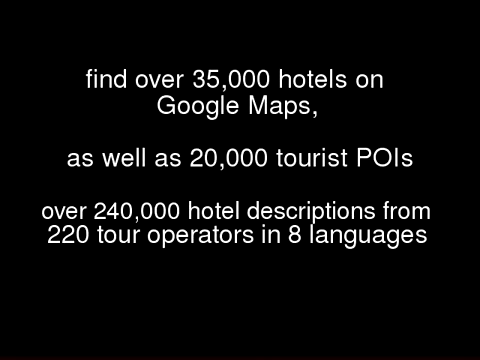 find over 35,000 hotels on
Google Maps,
as well as 20,000 tourist POIs
over 240,000 hotel descriptions from
220 tour operators in 8 languages